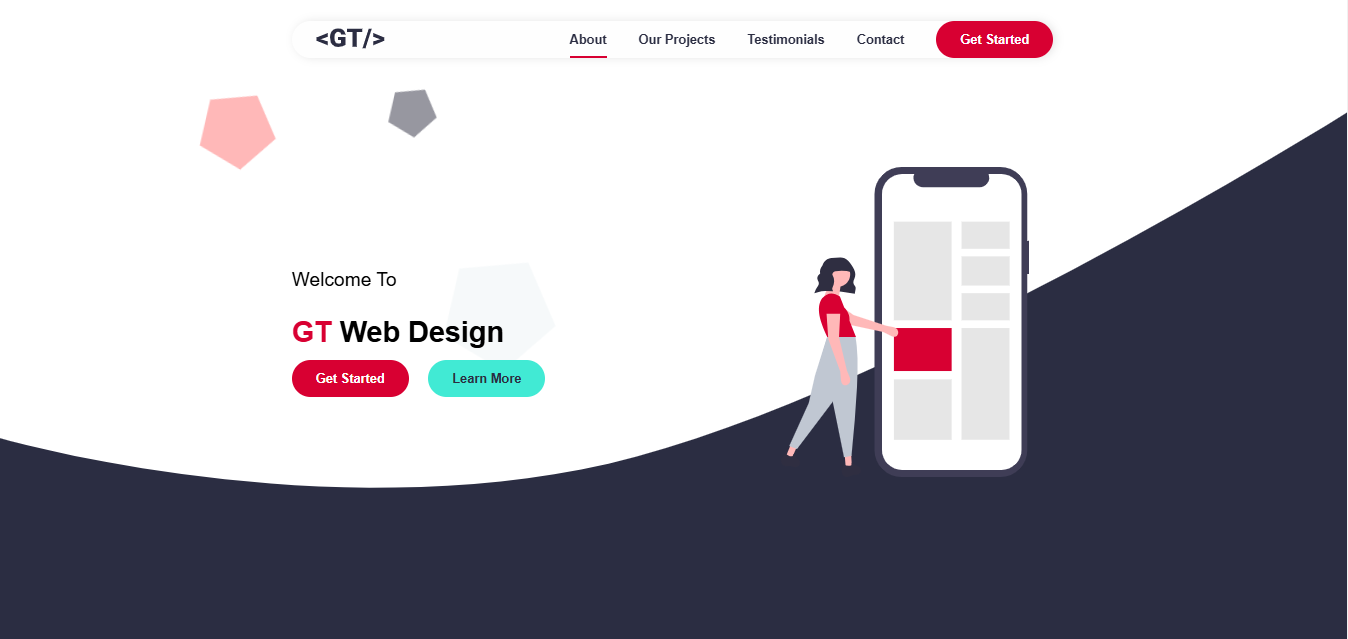 <GT/> About Our Projects Testimonials Contact Get Started
Welcome To
GT Web Design
Get Started Learn More